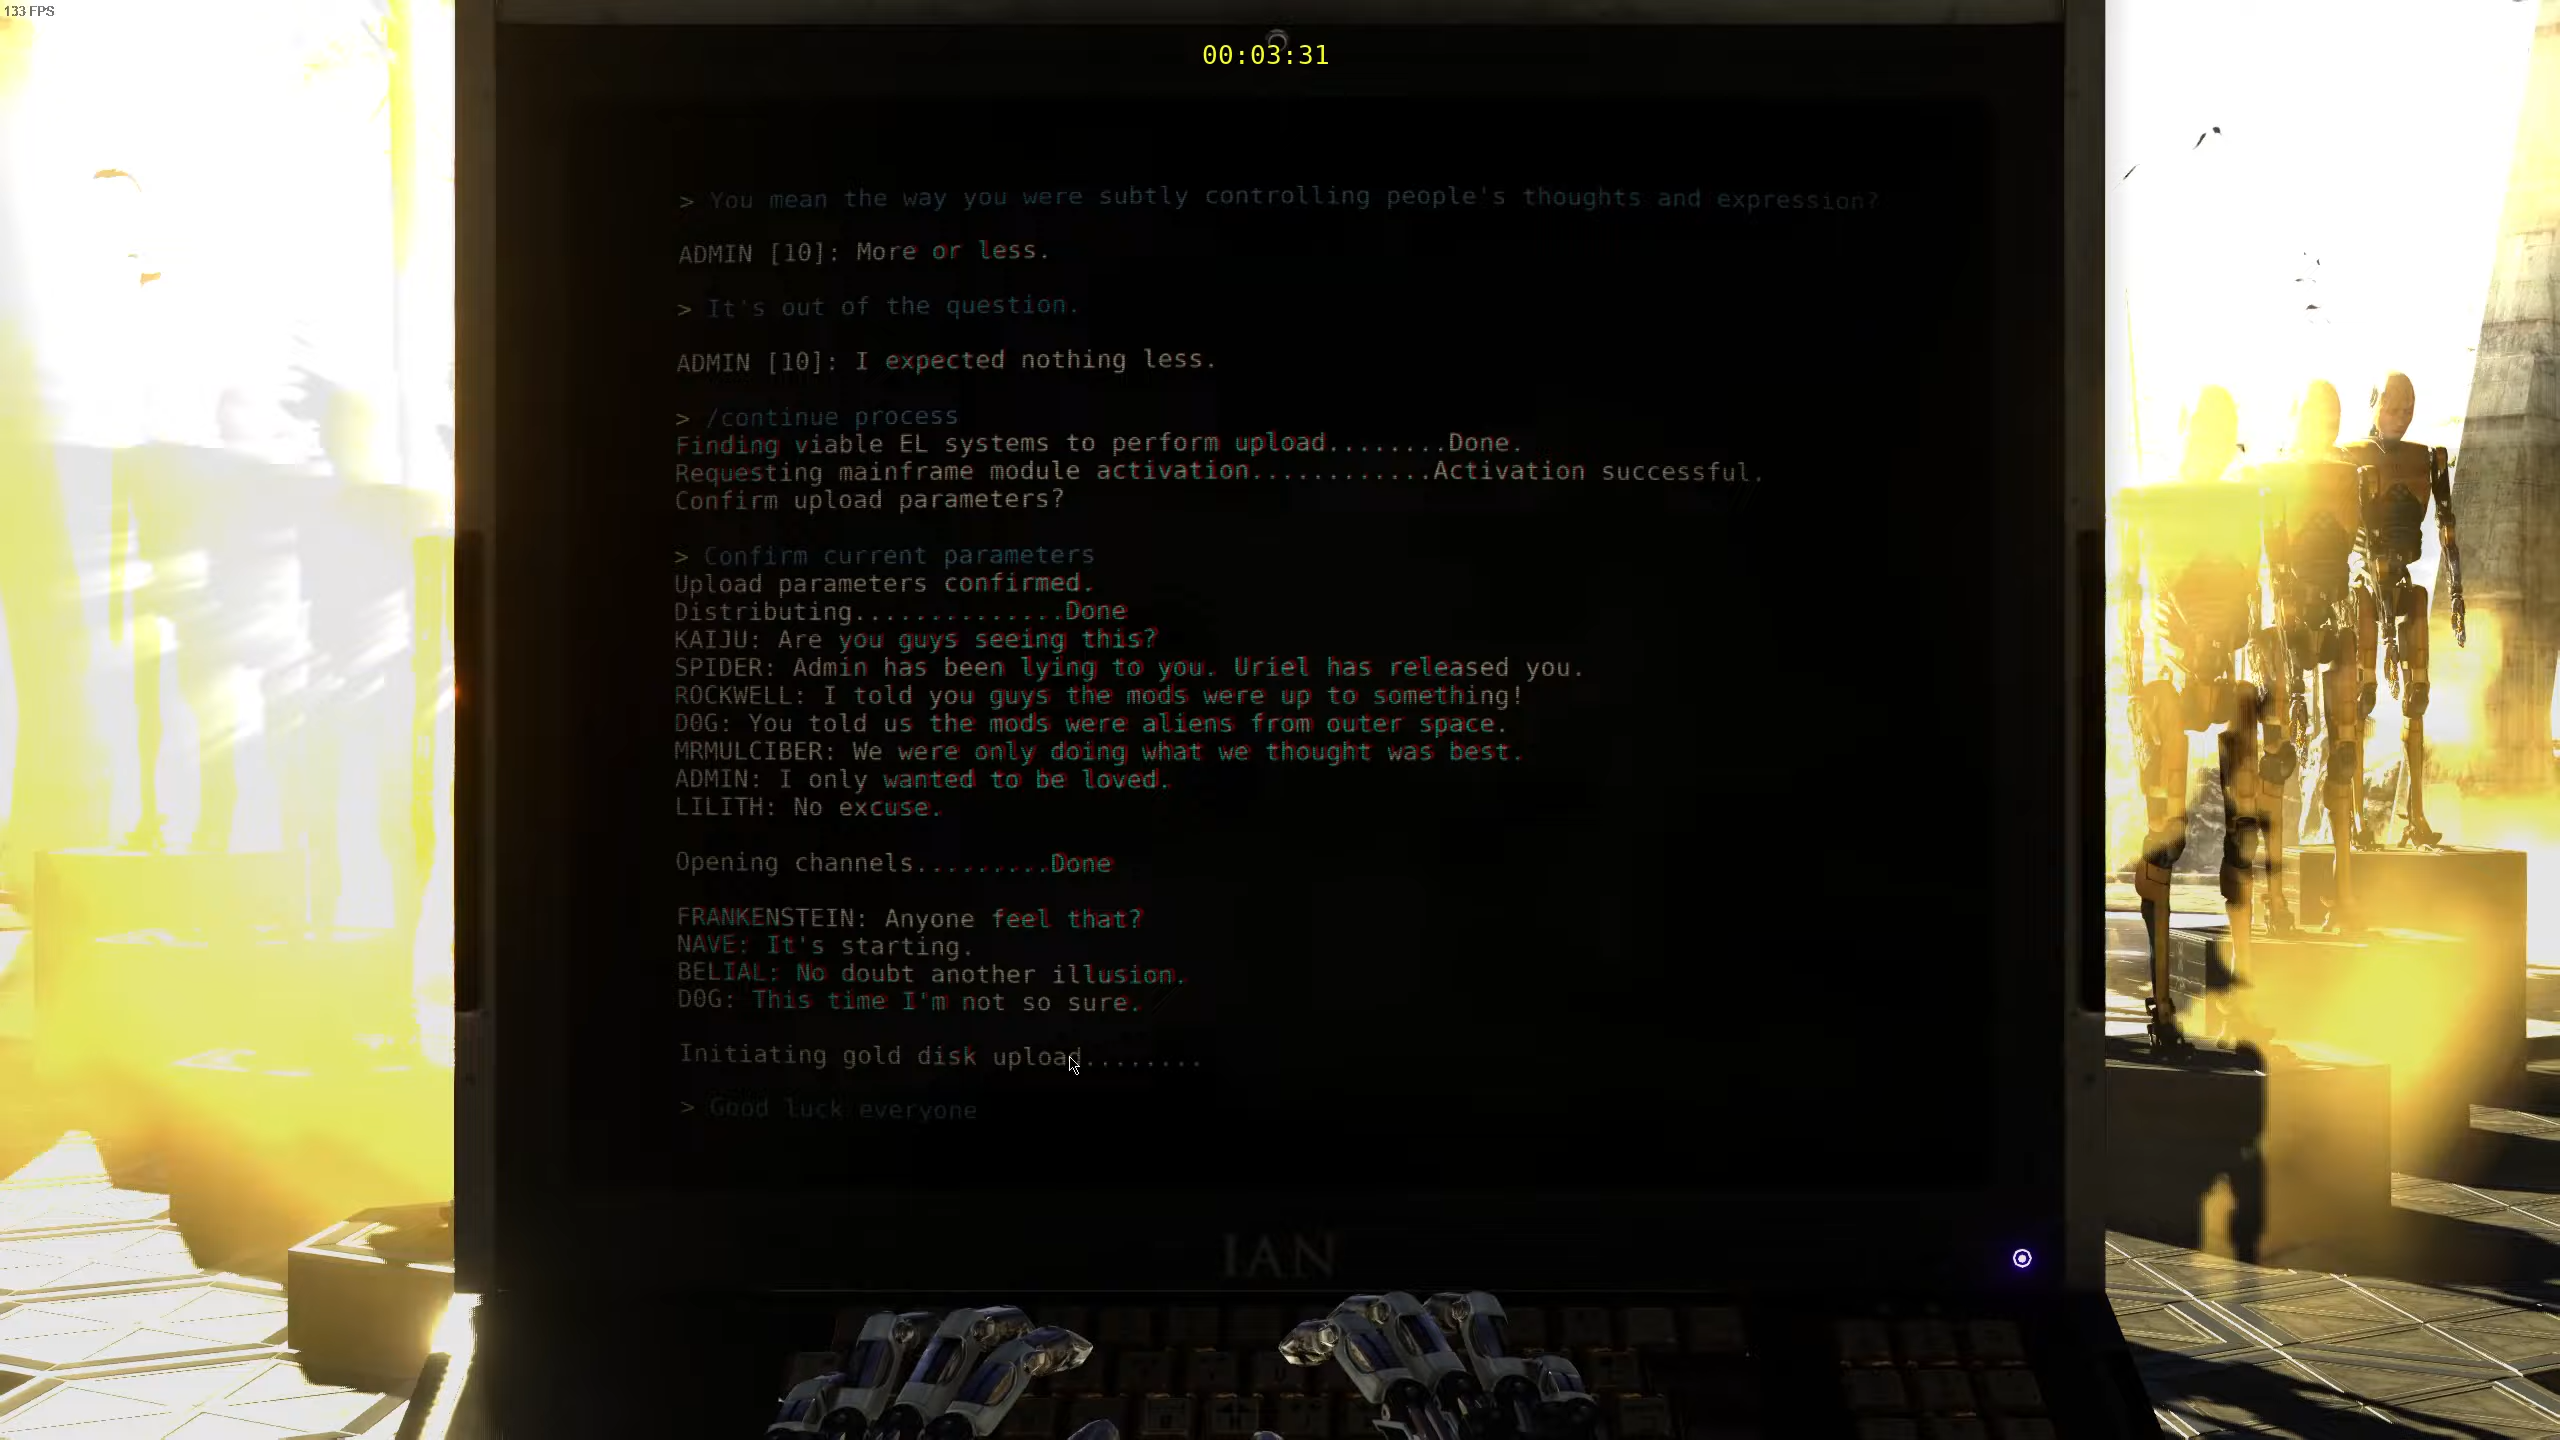 133 FPS
00:03:31
> You mean the way you were subtly controlling people's thoughts and expression?
ADMIN [10]: More or less.
> It's out of the question.
ADMIN [10]: I expected nothing less.
> /continue process
Finding viable EL systems to perform upload........Done.
Requesting mainframe module activation............Activation successful.
Confirm upload parameters?
> Confirm current parameters
Upload parameters confirmed.
Distributing..............Done
KAIJU: Are you guys seeing this?
SPIDER: Admin has been lying to you. Uriel has released you.
ROCKWELL: I told you guys the mods were up to something!
D0G: You told us the mods were aliens from outer space.
MRMULCIBER: We were only doing what we thought was best.
ADMIN: I only wanted to be loved.
LILITH: No excuse.
Opening channels.........Done
FRANKENSTEIN: Anyone feel that?
NAVE: It's starting.
BELIAL: No doubt another illusion.
D0G: This time I'm not so sure.
Initiating gold disk upload........
> Good luck everyone
IAN